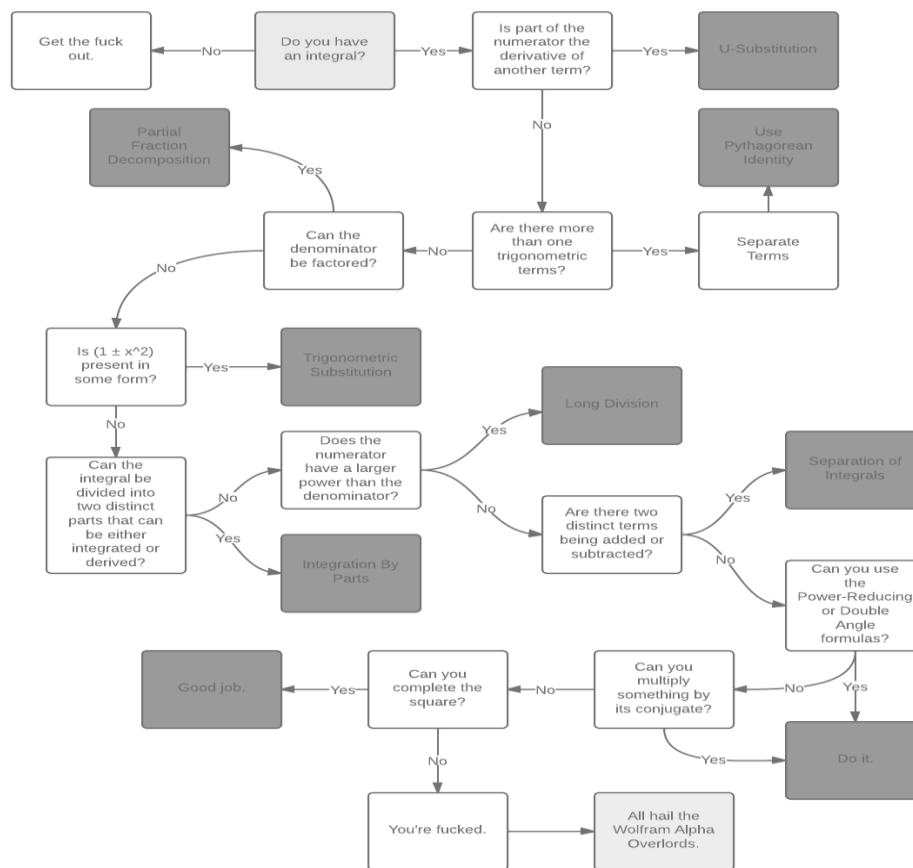 Get the fuck
out.
No
Do you have
an integral?
Yes
Is part of the
numerator the
derivative of
another term?
Yes
U-Substitution
No
Partial
Fraction
Decomposition
Yes
Use
Pythagorean
Identity
Can the
denominator
be factored?
No
Are there more
than one
trigonometric
terms?
Yes
Separate
Terms
No
Is (1 ± x^2)
present in
some form?
Yes
Trigonometric
Substitution
No
Can the
integral be
divided into
two distinct
parts that can
be either
integrated or
derived?
No
Yes
Does the
numerator
have a larger
power than the
denominator?
Yes
Long Division
No
Integration By
Parts
Are there two
distinct terms
being added or
subtracted?
Yes
Separation of
Integrals
No
Can you use
the
Power-Reducing
or Double
Angle
formulas?
Good job.
Yes
Can you
complete the
square?
No
Can you
multiply
something by
its conjugate?
No
Yes
Yes
Do it.
No
You're fucked.
All hail the
Wolfram Alpha
Overlords.